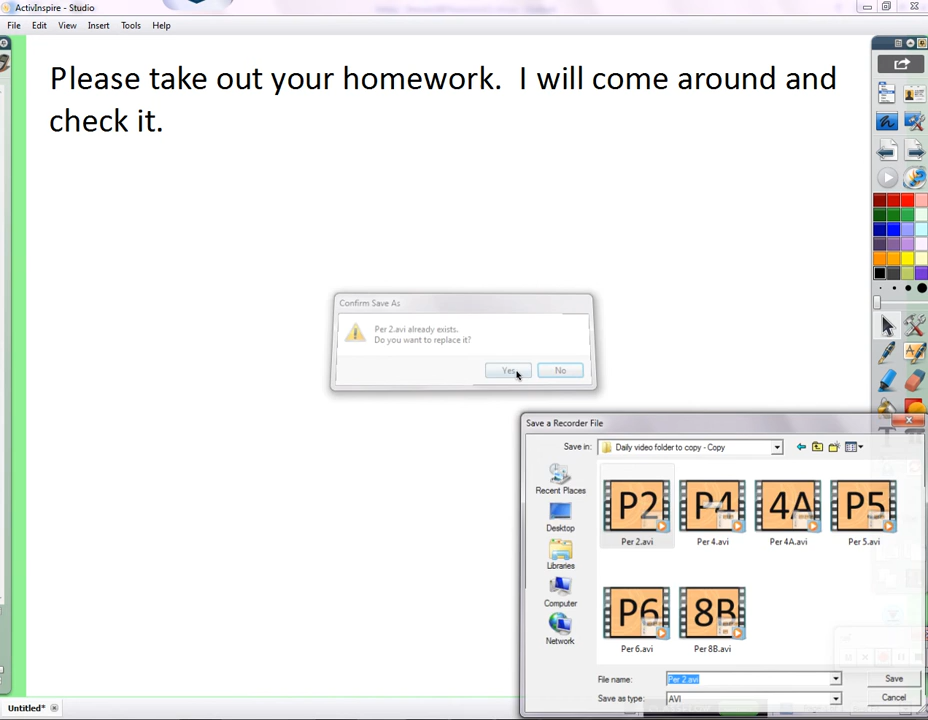 ActivInspire - Studio
File Edit View Insert Tools Help
Please take out your homework. I will come around and
check it.
Confirm Save As
Per 2.avi already exists.
Do you want to replace it?
Yes No
Save a Recorder File
Save in: Daily video folder to copy - Copy
Recent Places
Desktop
Libraries
Computer
Network
P2 P4 4A P5
Per 2.avi Per 4.avi Per 4A.avi Per 5.avi
P6 8B
Per 6.avi Per 8B.avi
File name: Per 2.avi Save
Save as type: AVI Cancel
Untitled*